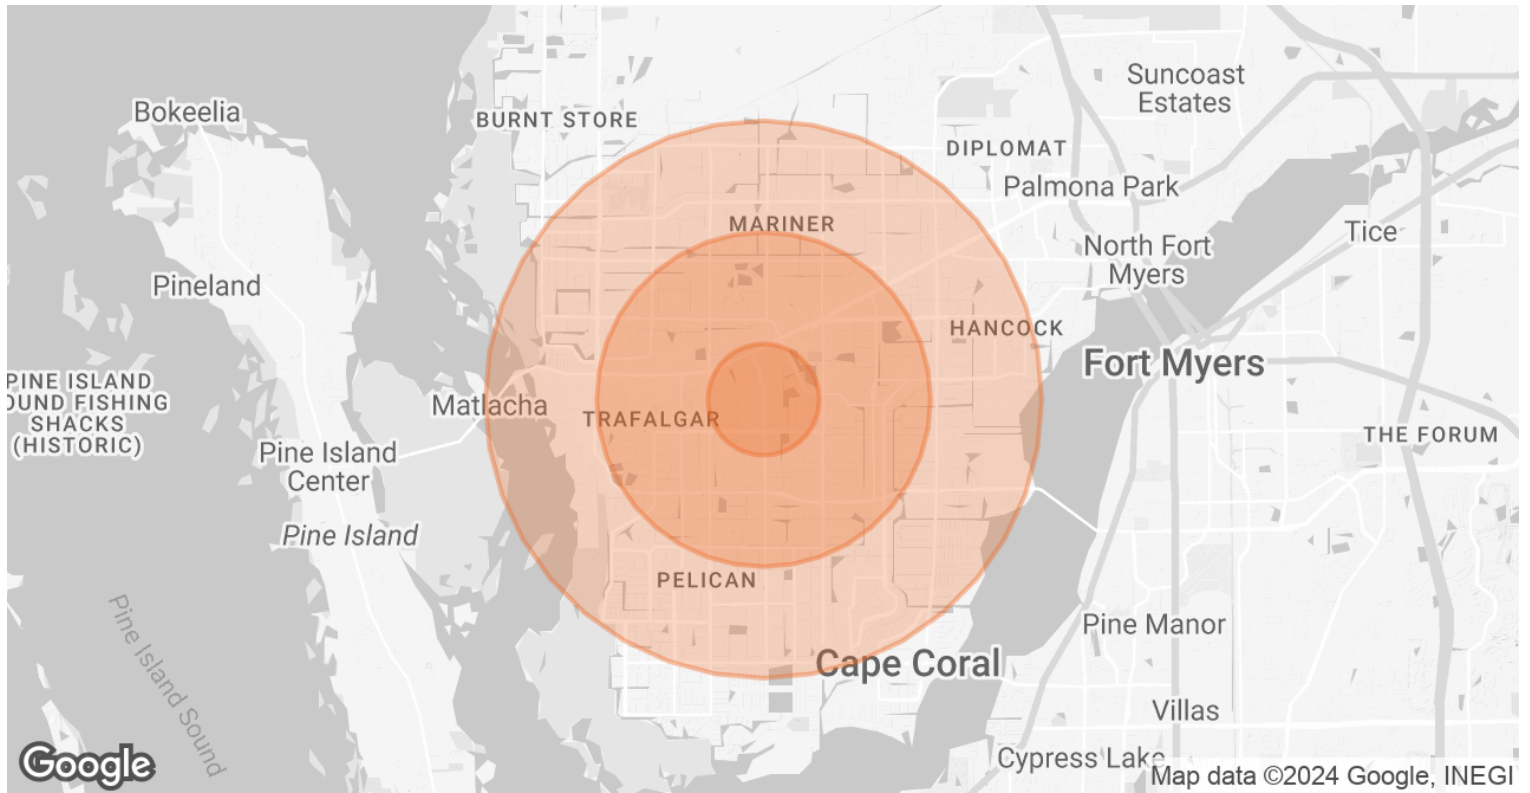 Suncoast
Estates
Bokeelia
BURNT STORE
DIPLOMAT
Palmona Park
MARINER
Tice
North Fort
Myers
Pineland
HANCOCK
Fort Myers
PINE ISLAND
OUND FISHING
SHACKS
(HISTORIC)
Matlacha
TRAFALGAR
THE FORUM
Pine Island
Center
Pine Island
PELICAN
Pine Island Sound
Pine Manor
Cape Coral
Villas
Cypress Lake
Google
Map data ©2024 Google, INEGI